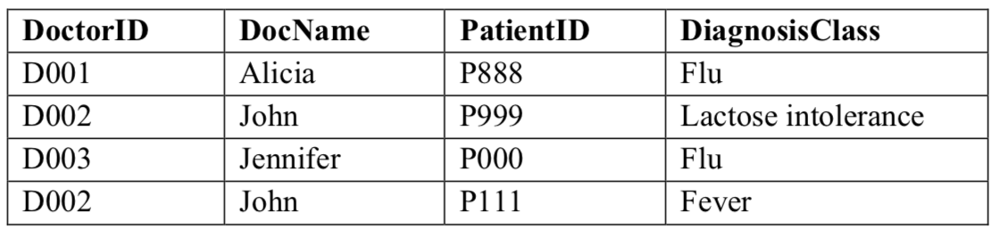 DoctorID DocName PatientID DiagnosisClass
D001 Alicia P888 Flu
D002 John P999 Lactose intolerance
D003 Jennifer P000 Flu
D002 John P111 Fever